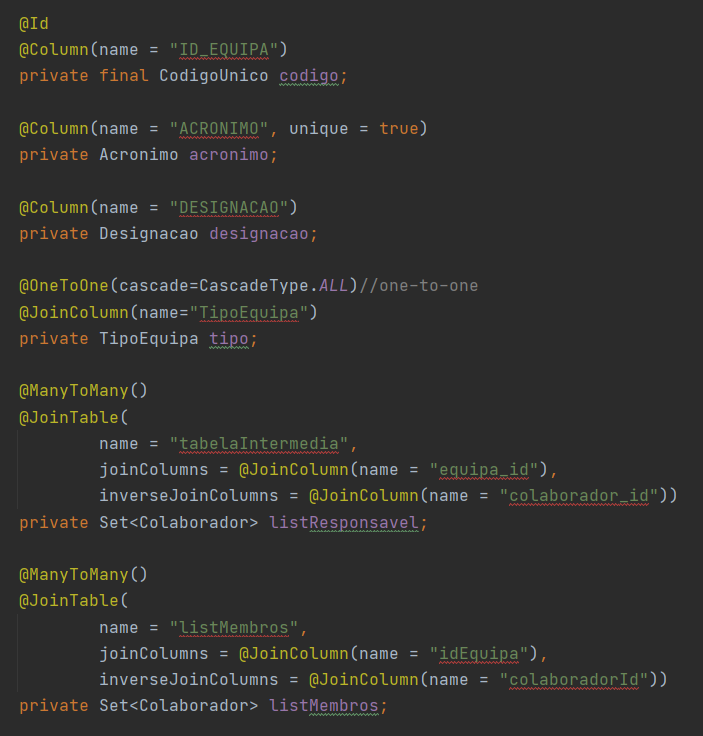 @Id
@Column(name = "ID_EQUIPA")
private final CodigoUnico codigo;
@Column(name = "ACRONIMO", unique = true)
private Acronimo acronimo;
@Column(name = "DESIGNACAO")
private Designacao designacao;
@OneToOne(cascade=CascadeType.ALL)//one-to-one
@JoinColumn(name="TipoEquipa")
private TipoEquipa tipo;
@ManyToMany()
@JoinTable(
name = "tabelaIntermedia",
joinColumns = @JoinColumn(name = "equipa_id"),
inverseJoinColumns = @JoinColumn(name = "colaborador_id"))
private Set<Colaborador> listResponsavel;
@ManyToMany()
@JoinTable(
name = "listMembros",
joinColumns = @JoinColumn(name = "idEquipa"),
inverseJoinColumns = @JoinColumn(name = "colaboradorId"))
private Set<Colaborador> listMembros;